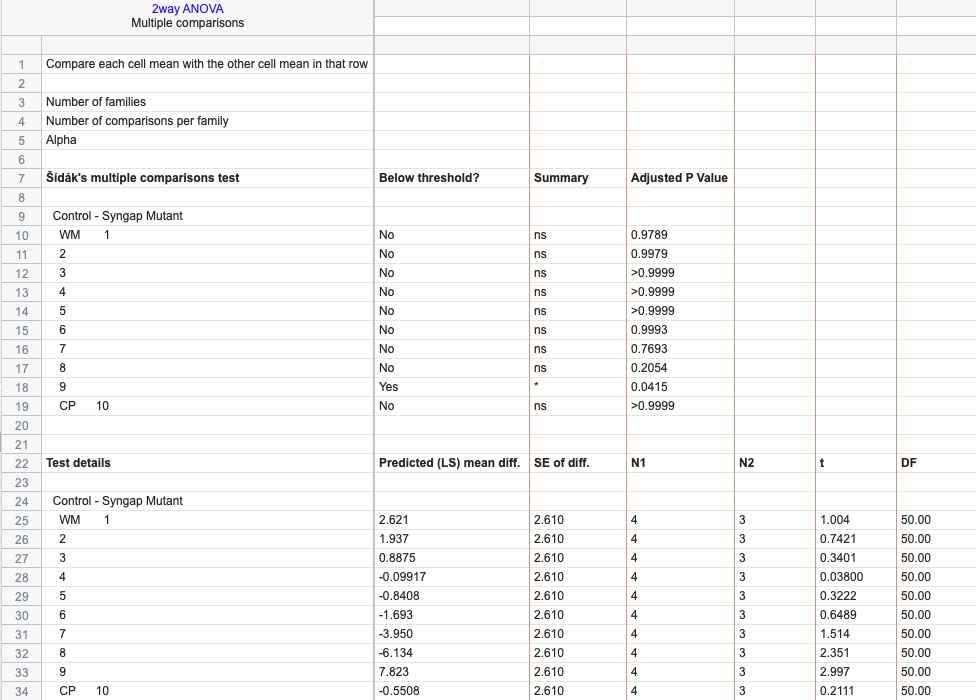 2way ANOVA
Multiple comparisons
1 Compare each cell mean with the other cell mean in that row
2
3 Number of families
4 Number of comparisons per family
5 Alpha
6
7 Šídák's multiple comparisons test Below threshold? Summary Adjusted P Value
8
9 Control - Syngap Mutant
10 WM 1 No ns 0.9789
11 2 No ns 0.9979
12 3 No ns >0.9999
13 4 No ns >0.9999
14 5 No ns >0.9999
15 6 No ns 0.9993
16 7 No ns 0.7693
17 8 No ns 0.2054
18 9 Yes * 0.0415
19 CP 10 No ns >0.9999
20
21
22 Test details Predicted (LS) mean diff. SE of diff. N1 N2 t DF
23
24 Control - Syngap Mutant
25 WM 1 2.621 2.610 4 3 1.004 50.00
26 2 1.937 2.610 4 3 0.7421 50.00
27 3 0.8875 2.610 4 3 0.3401 50.00
28 4 -0.09917 2.610 4 3 0.03800 50.00
29 5 -0.8408 2.610 4 3 0.3222 50.00
30 6 -1.693 2.610 4 3 0.6489 50.00
31 7 -3.950 2.610 4 3 1.514 50.00
32 8 -6.134 2.610 4 3 2.351 50.00
33 9 7.823 2.610 4 3 2.997 50.00
34 CP 10 -0.5508 2.610 4 3 0.2111 50.00